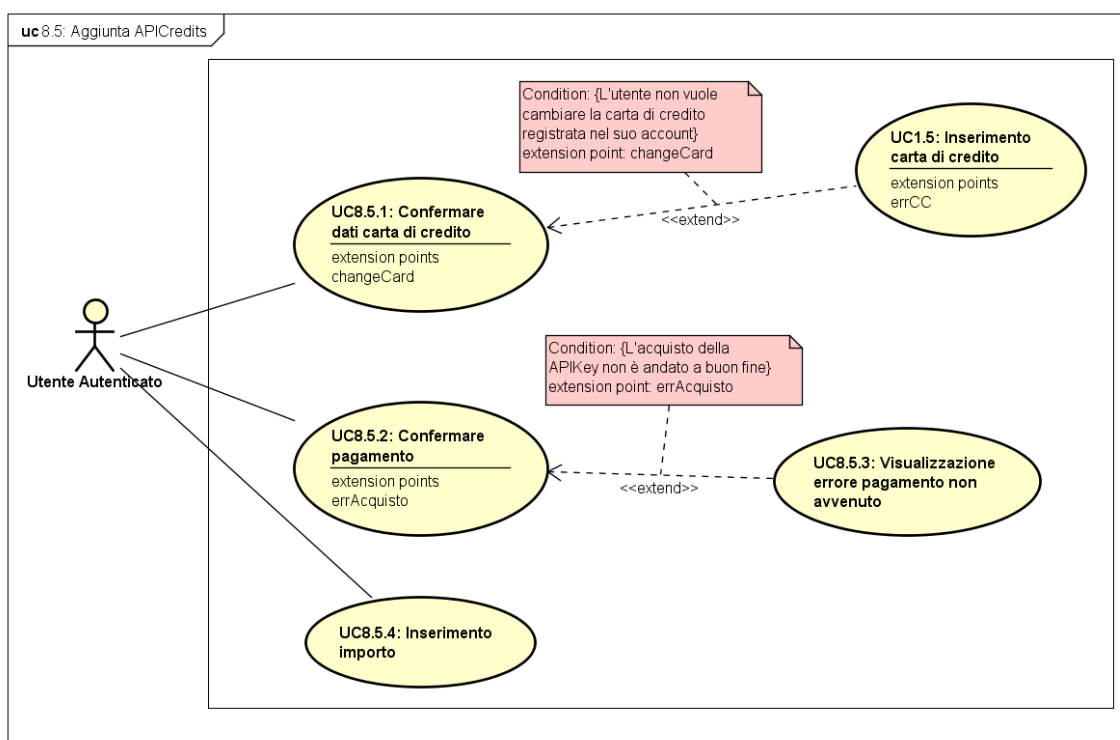 uc 8.5: Aggiunta APICredits
Condition: {L'utente non vuole
cambiare la carta di credito
registrata nel suo account}
extension point: changeCard
UC1.5: Inserimento
carta di credito
extension points
errCC
UC8.5.1: Confermare
dati carta di credito
extension points
changeCard
<<extend>>
Utente Autenticato
Condition: {L'acquisto della
APIKey non è andato a buon fine}
extension point: errAcquisto
UC8.5.2: Confermare
pagamento
extension points
errAcquisto
<<extend>>
UC8.5.3: Visualizzazione
errore pagamento non
avvenuto
UC8.5.4: Inserimento
importo